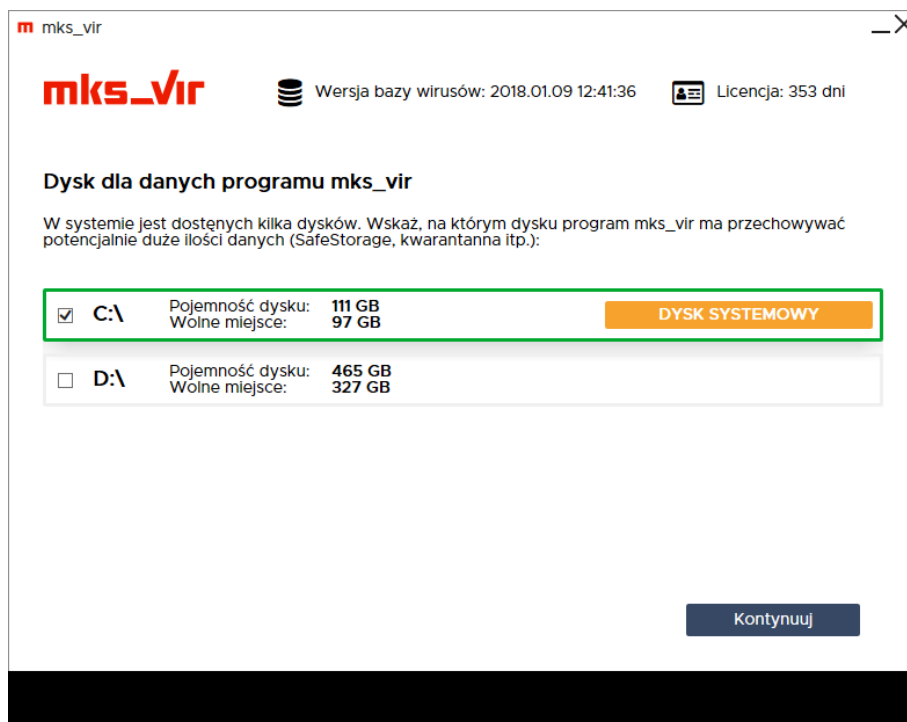 m mks_vir
mks_vir
Wersja bazy wirusów: 2018.01.09 12:41:36
Licencja: 353 dni
Dysk dla danych programu mks_vir
W systemie jest dostęnych kilka dysków. Wskaż, na którym dysku program mks_vir ma przechowywać
potencjalnie duże ilości danych (SafeStorage, kwarantanna itp.):
C:\
Pojemność dysku: 111 GB
Wolne miejsce: 97 GB
DYSK SYSTEMOWY
D:\
Pojemność dysku: 465 GB
Wolne miejsce: 327 GB
Kontynuuj